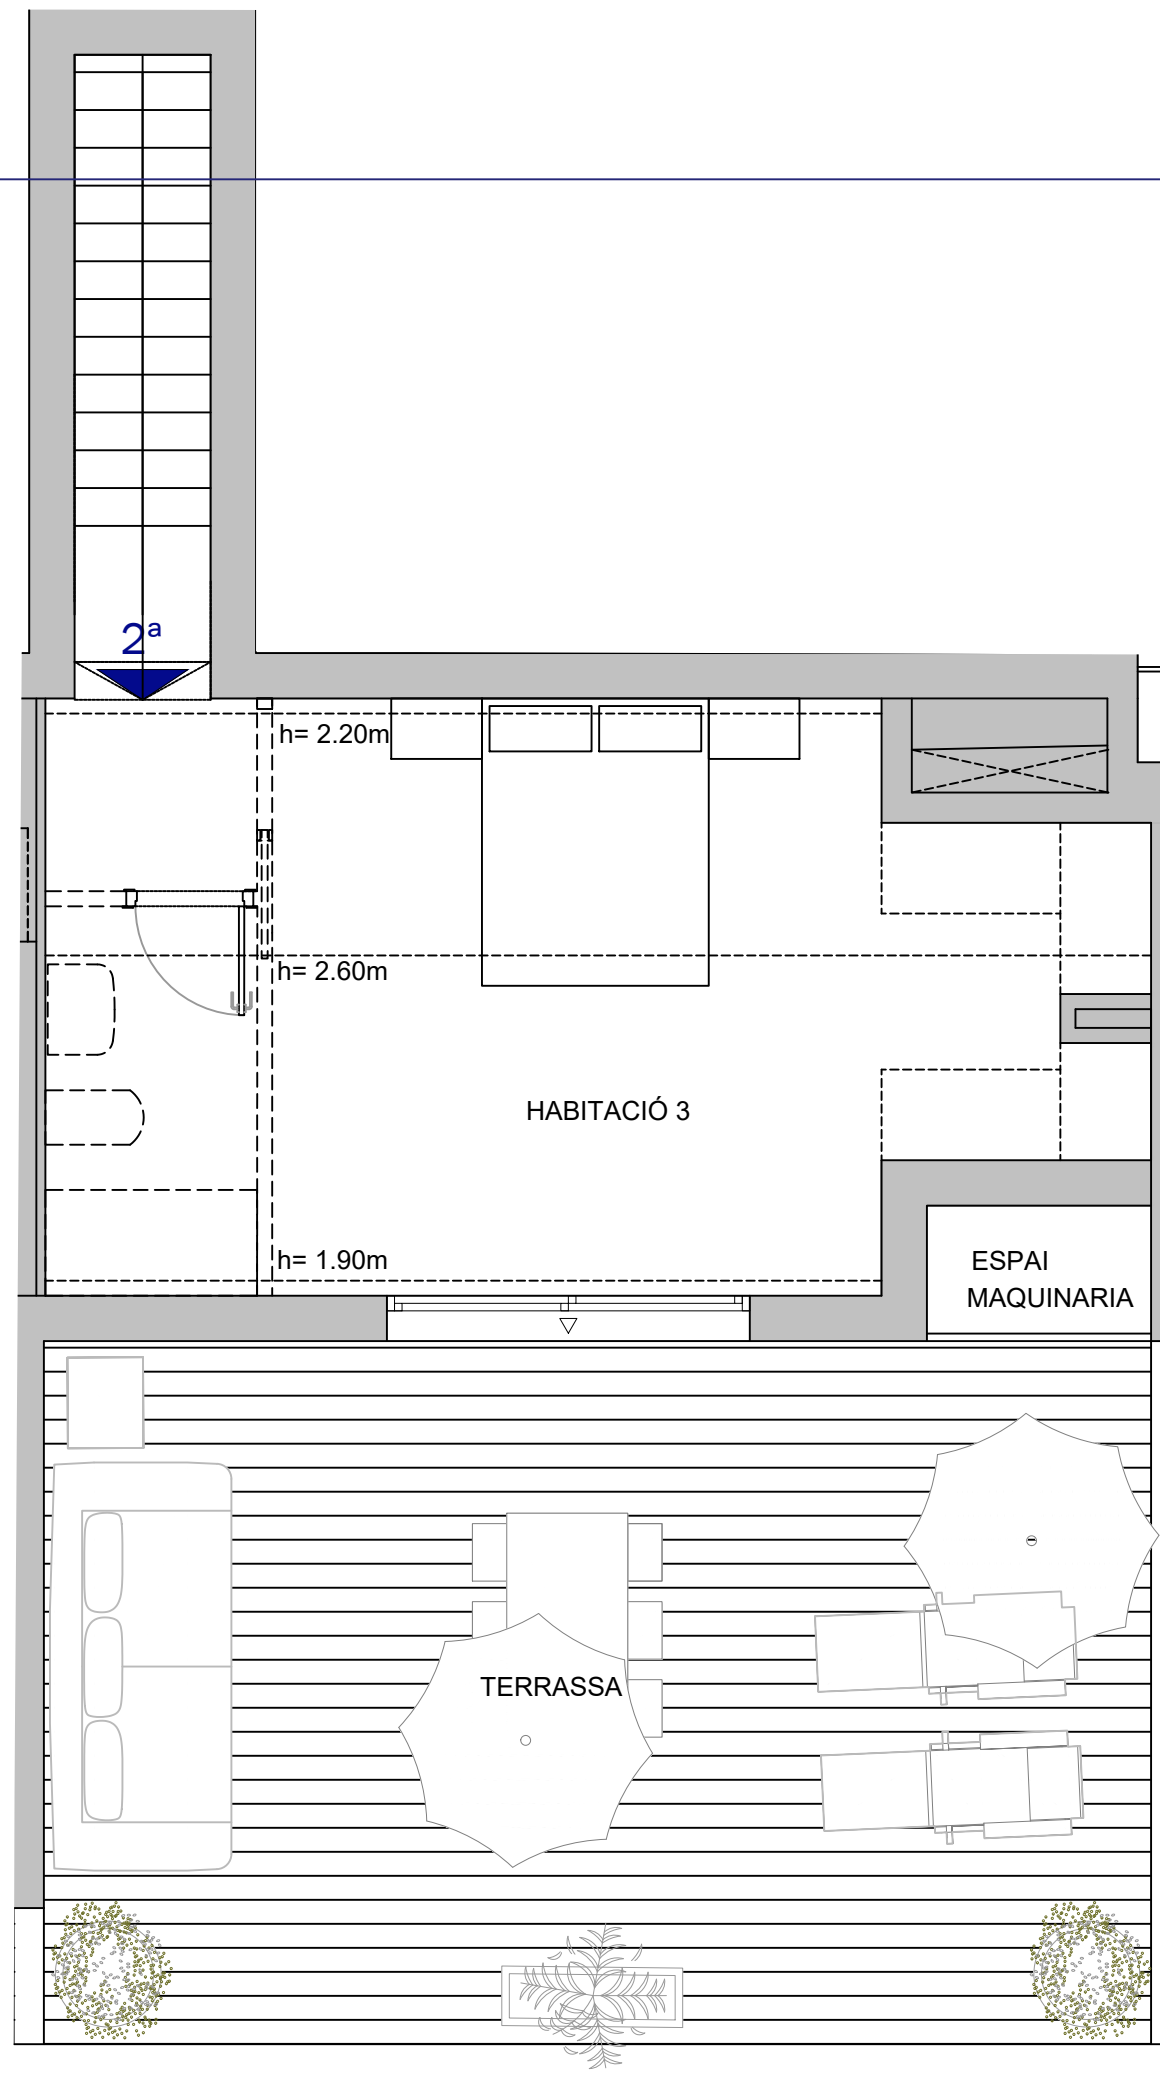 2ª
h= 2.20m
h= 2.60m
HABITACIÓ 3
h= 1.90m
ESPAI
MAQUINARIA
TERRASSA